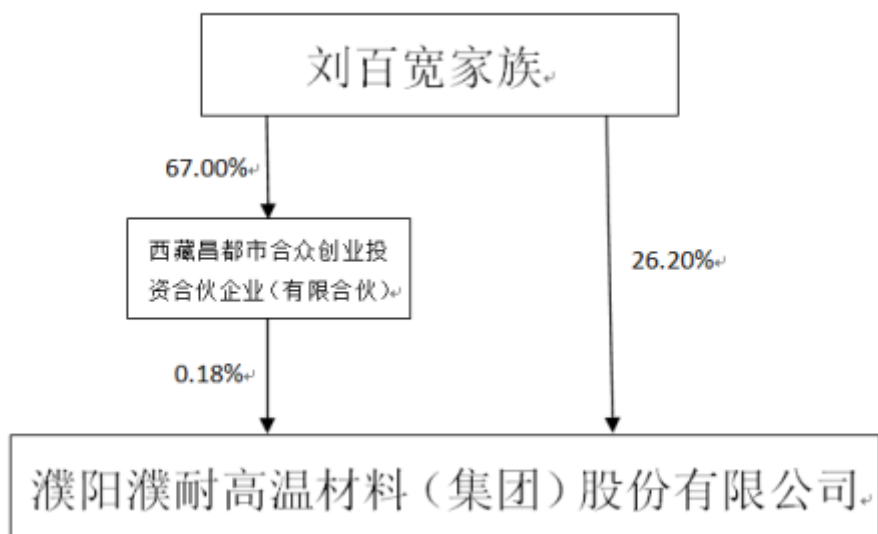 刘百宽家族
67.00%
西藏昌都市合众创业投
资合伙企业（有限合伙）
26.20%
0.18%
濮阳濮耐高温材料（集团）股份有限公司